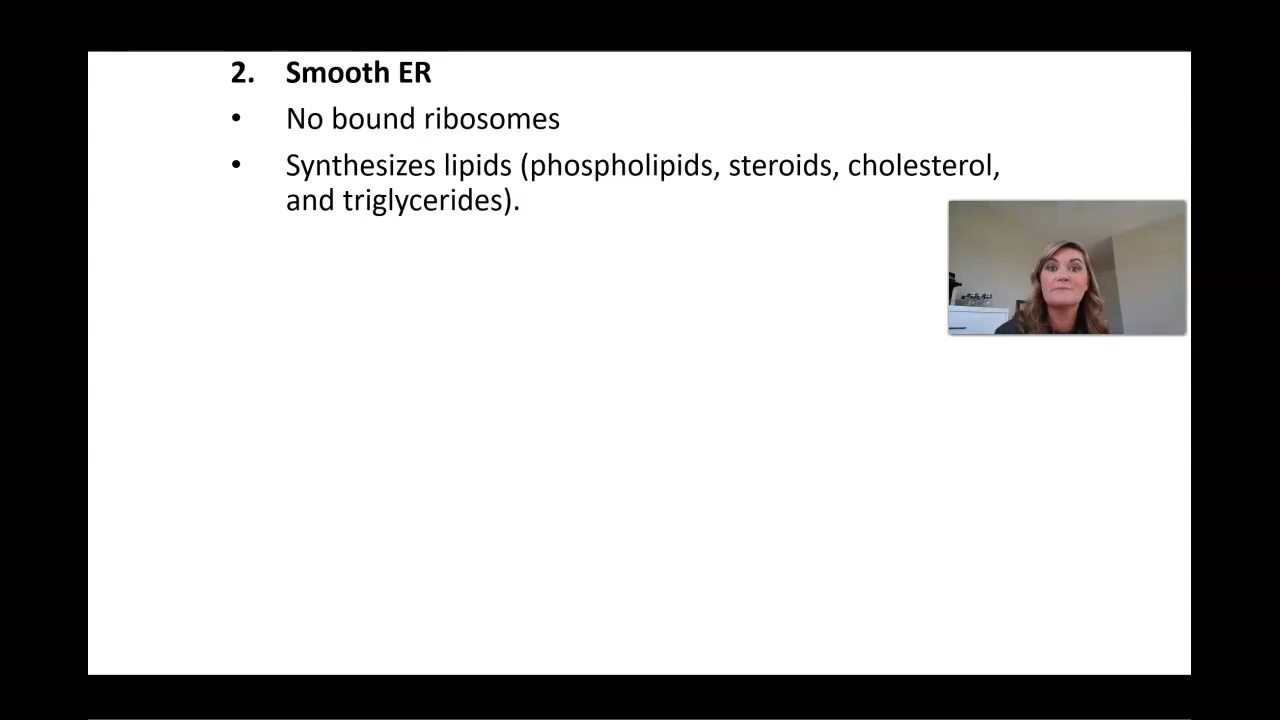 2. Smooth ER
• No bound ribosomes
• Synthesizes lipids (phospholipids, steroids, cholesterol,
and triglycerides).